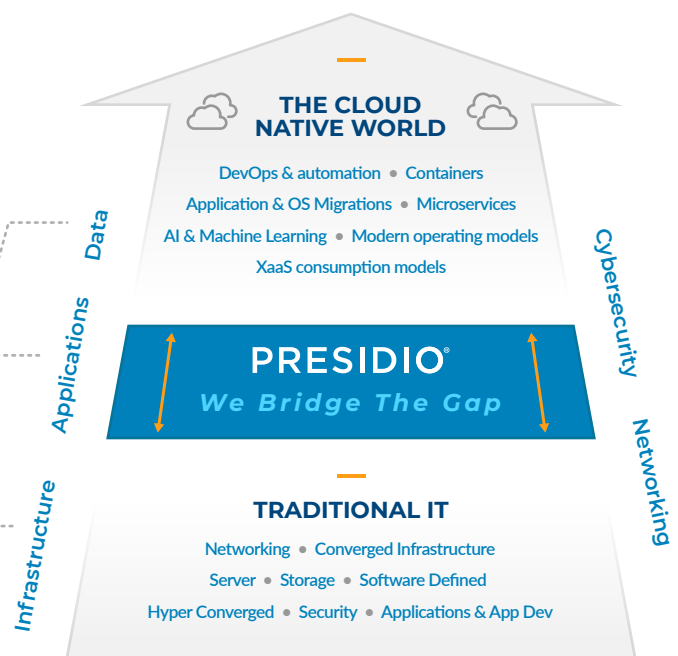 THE CLOUD
NATIVE WORLD
DevOps & automation • Containers
Application & OS Migrations • Microservices
AI & Machine Learning • Modern operating models
XaaS consumption models
Data
Applications
Infrastructure
Cybersecurity
Networking
PRESIDIO®
We Bridge The Gap
TRADITIONAL IT
Networking • Converged Infrastructure
Server • Storage • Software Defined
Hyper Converged • Security • Applications & App Dev